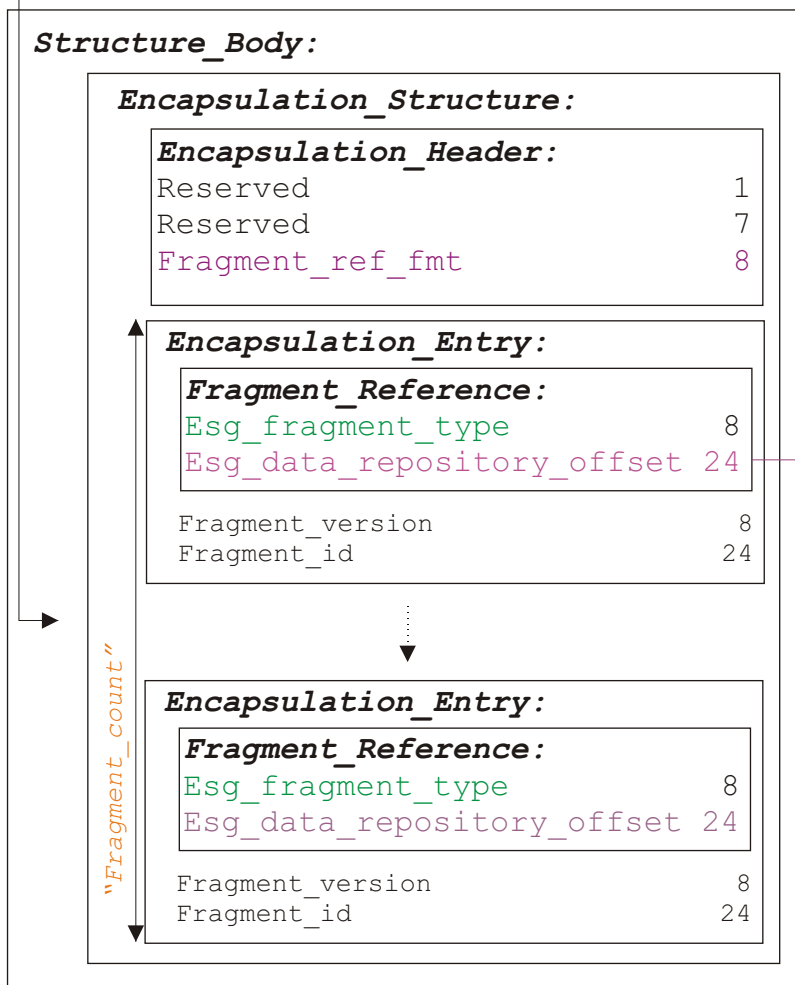 Structure_Body:
Encapsulation_Structure:
Encapsulation_Header:
Reserved 1
Reserved 7
Fragment_ref_fmt 8
Encapsulation_Entry:
Fragment_Reference:
Esg_fragment_type 8
Esg_data_repository_offset 24
Fragment_version 8
Fragment_id 24
“Fragment_count”
Encapsulation_Entry:
Fragment_Reference:
Esg_fragment_type 8
Esg_data_repository_offset 24
Fragment_version 8
Fragment_id 24